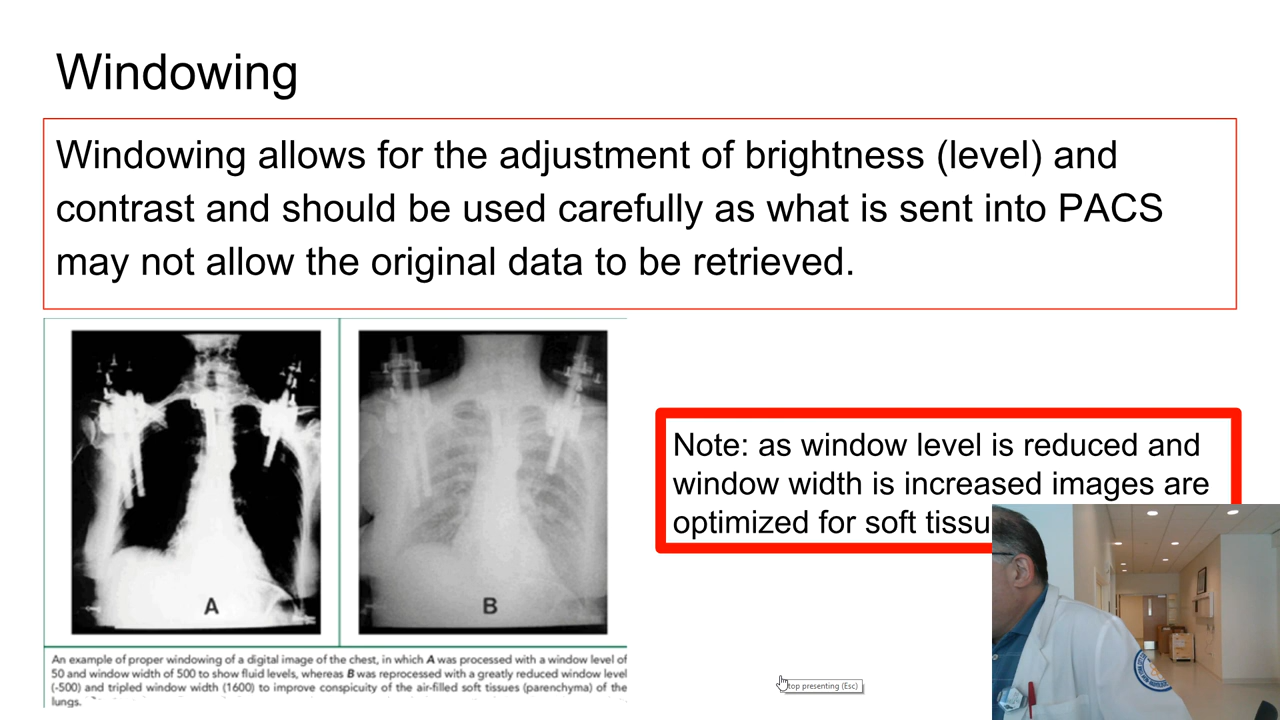 Windowing
Windowing allows for the adjustment of brightness (level) and
contrast and should be used carefully as what is sent into PACS
may not allow the original data to be retrieved.
Note: as window level is reduced and
window width is increased images are
optimized for soft tissu
A
B
An example of proper windowing of a digital image of the chest, in which A was processed with a window level of
50 and window width of 500 to show fluid levels, whereas B was reprocessed with a greatly reduced window level
(-500) and tripled window width (1600) to improve conspicuity of the air-filled soft tissues (parenchyma) of the
lungs.
top presenting (Esc)